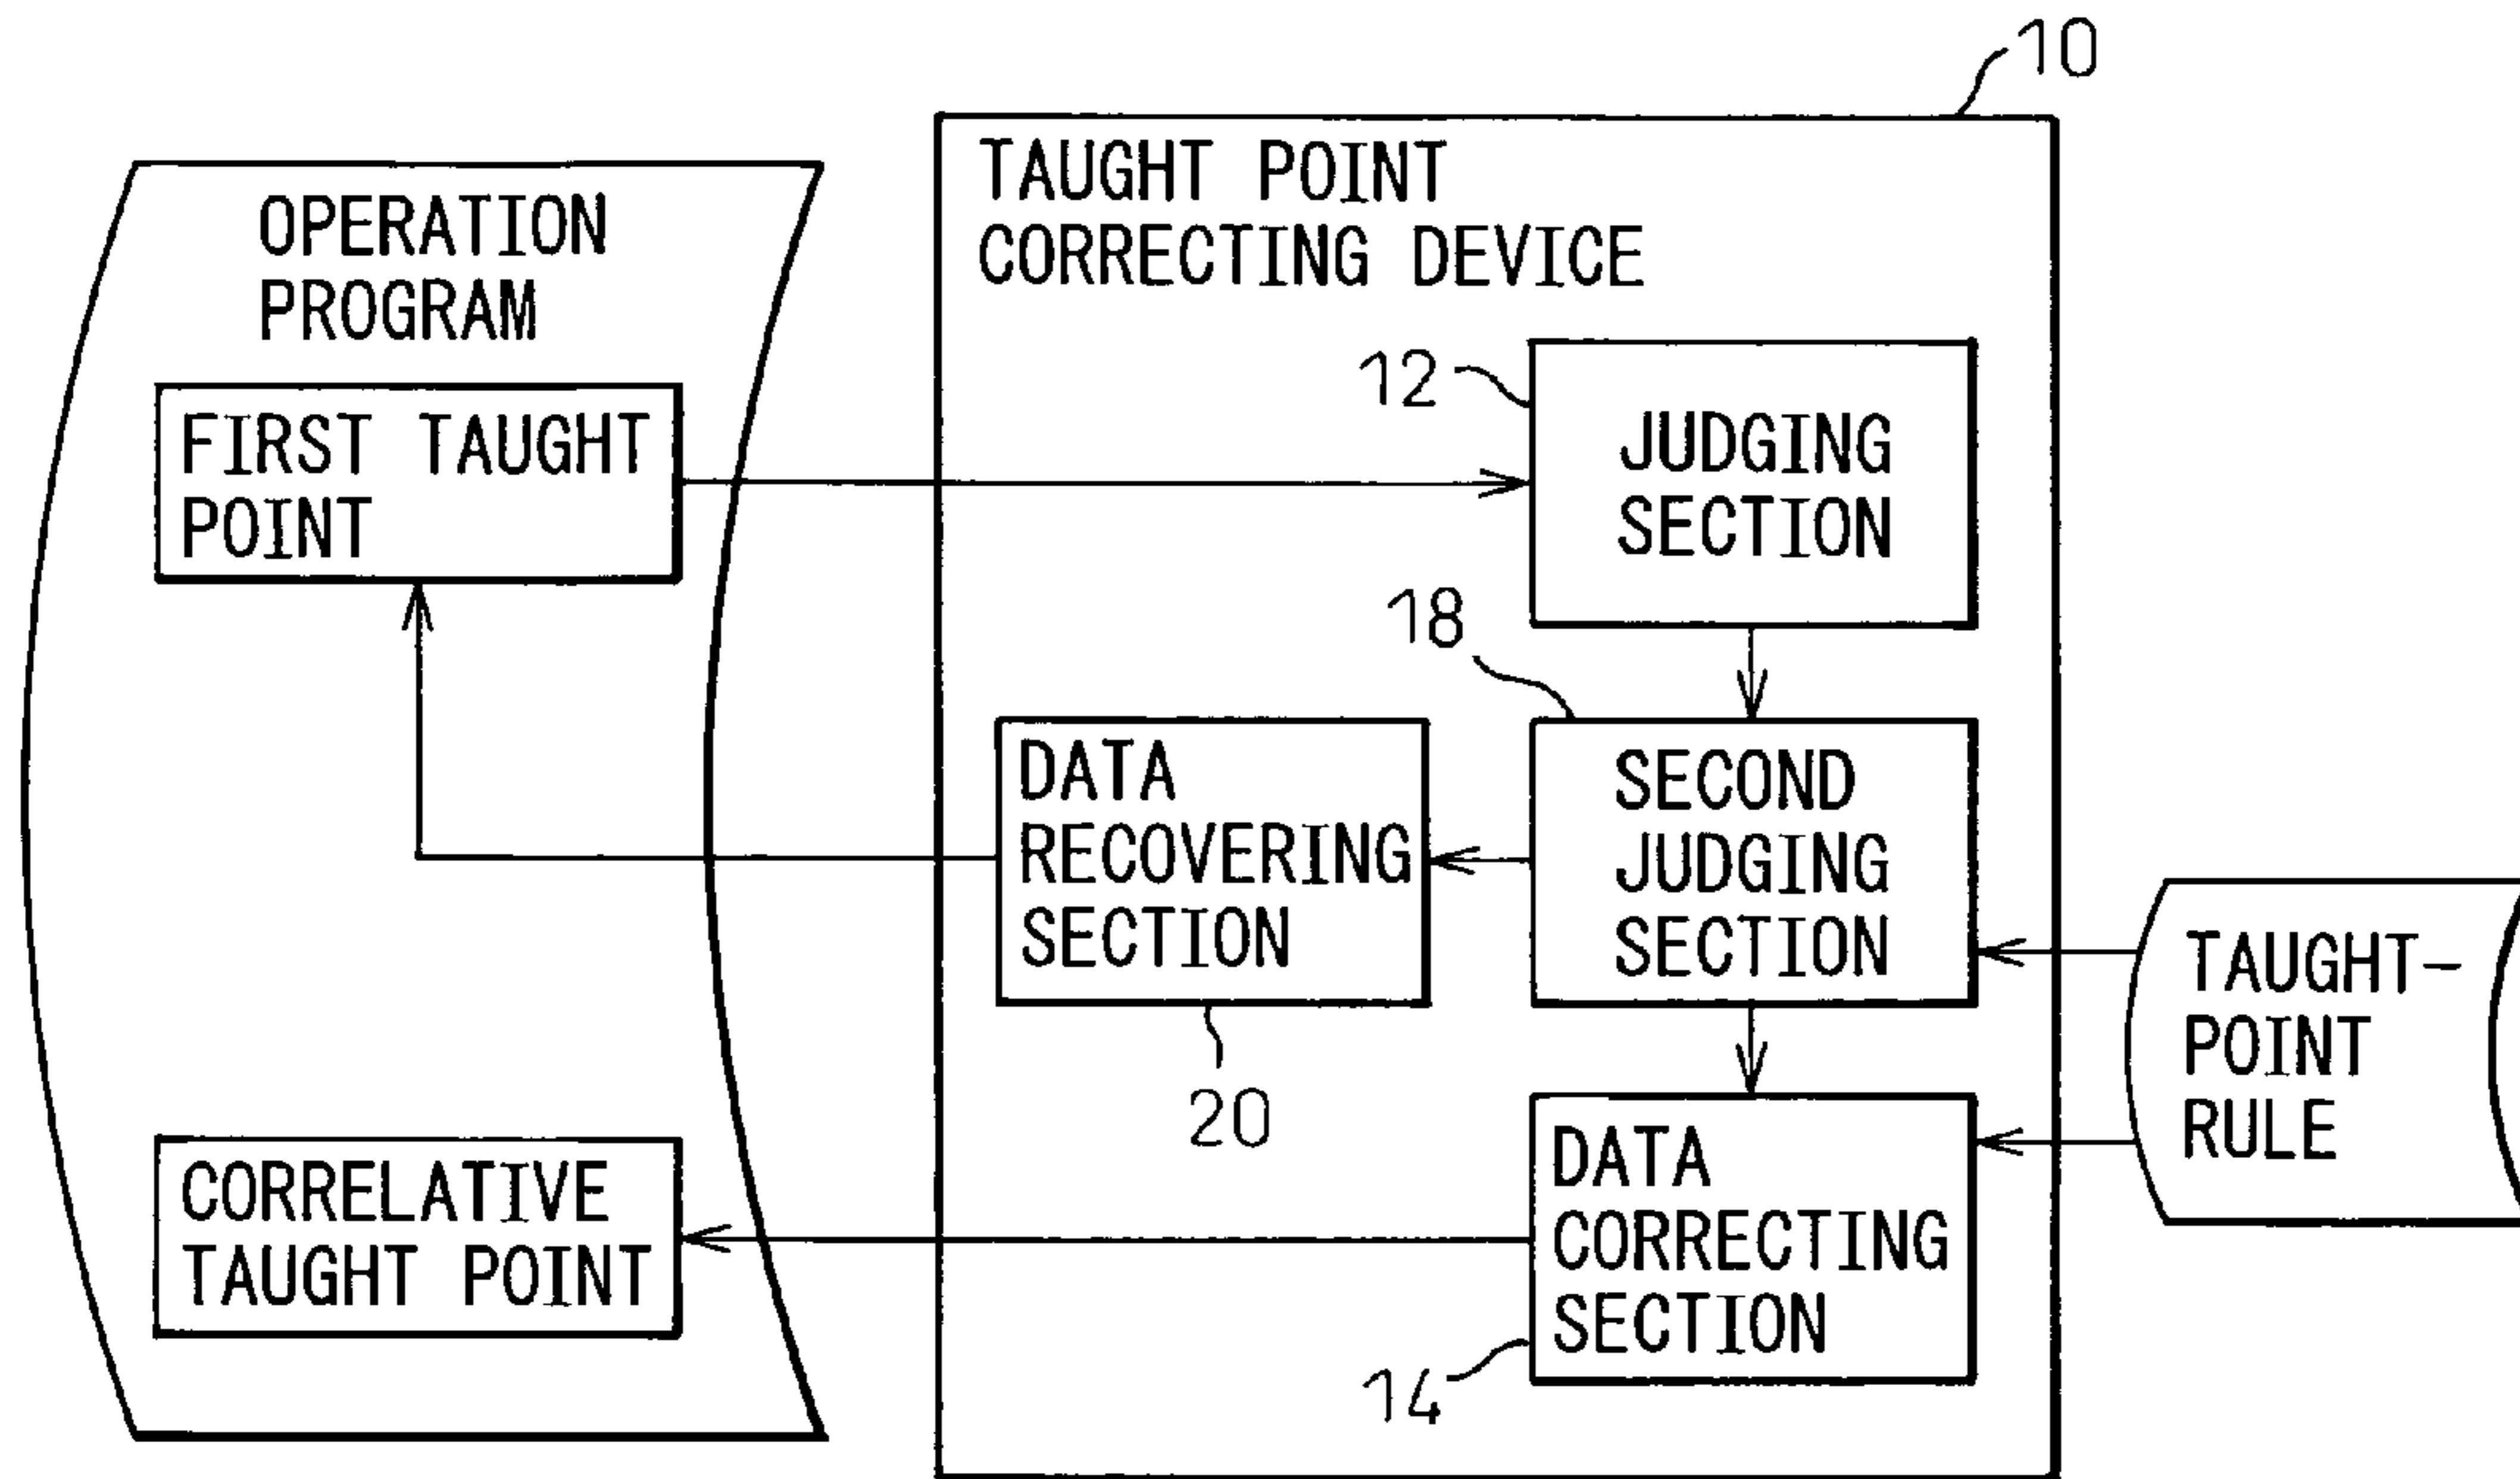 10
TAUGHT POINT
CORRECTING DEVICE
OPERATION
PROGRAM
FIRST TAUGHT
POINT
12
JUDGING
SECTION
18
SECOND
JUDGING
SECTION
DATA
RECOVERING
SECTION
20
TAUGHT-
POINT
RULE
CORRELATIVE
TAUGHT POINT
DATA
CORRECTING
SECTION
14